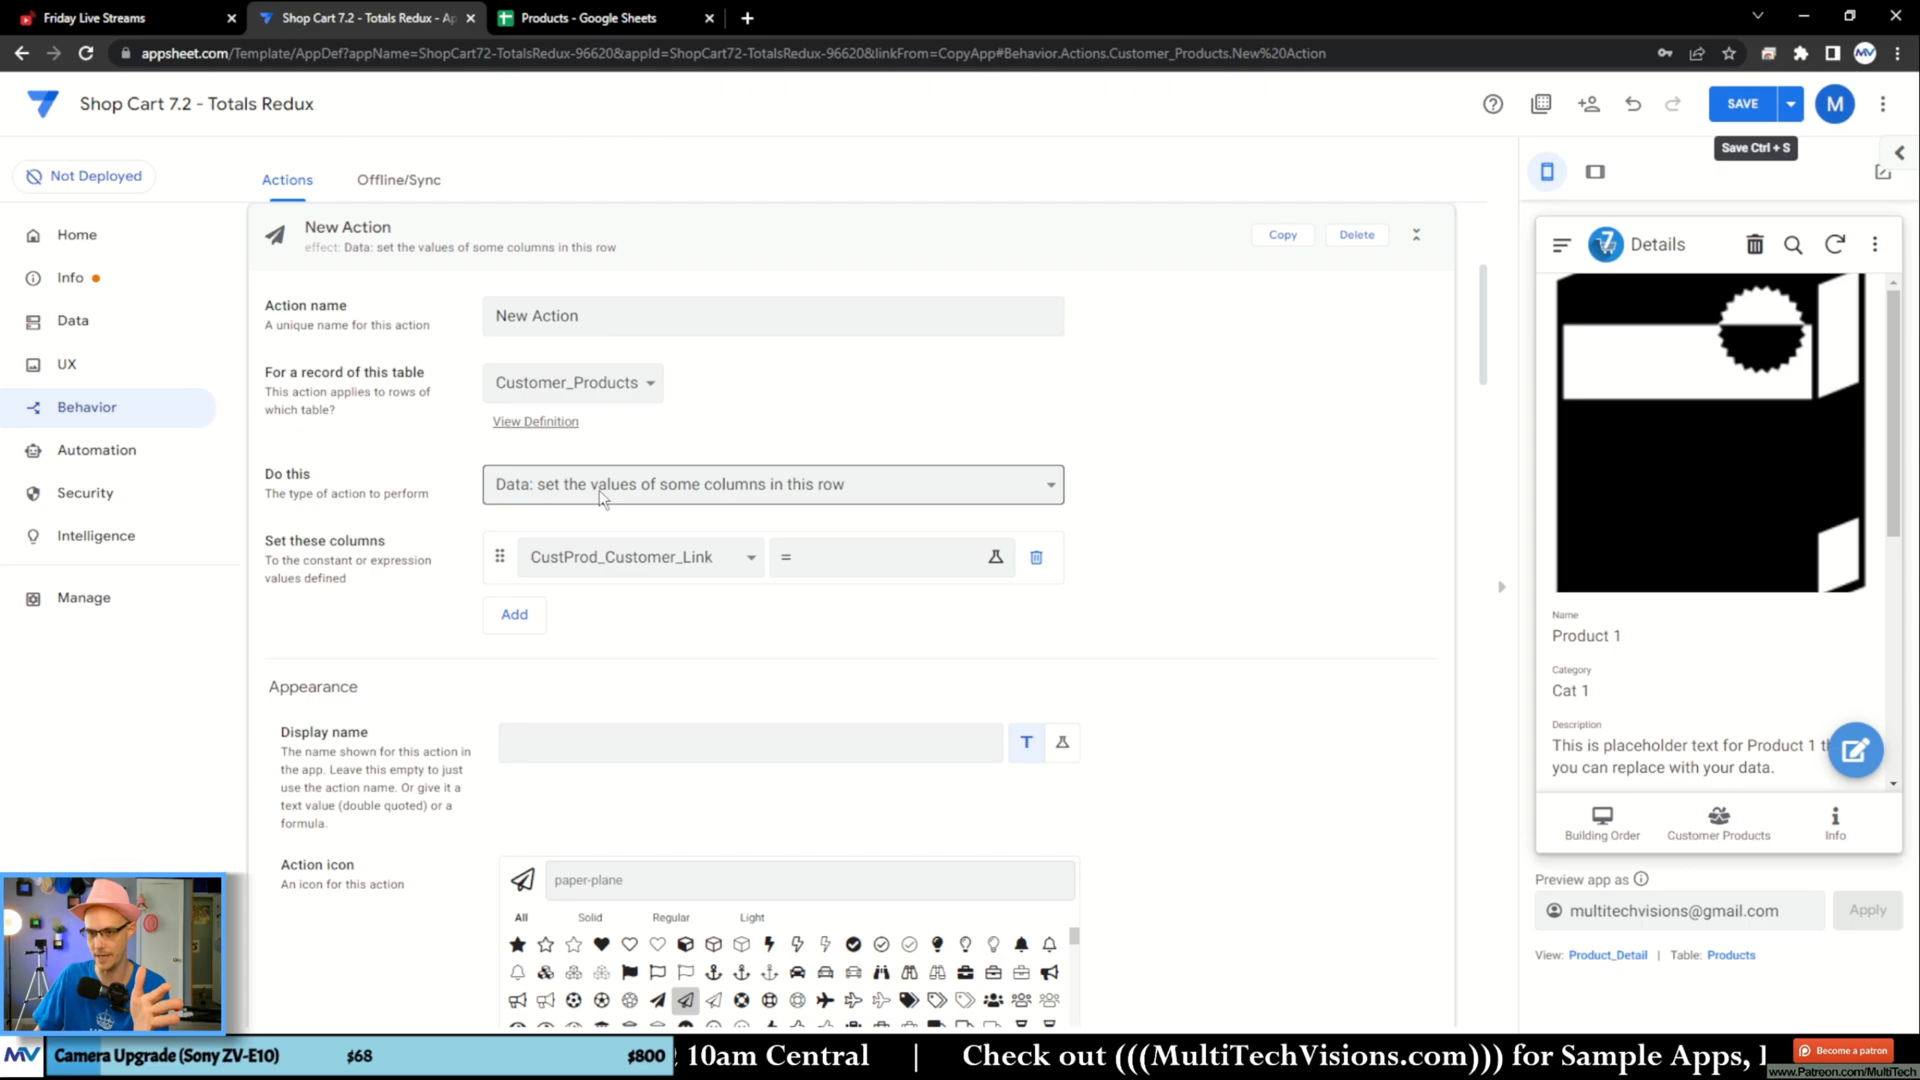 Friday Live Streams
Shop Cart 7.2 - Totals Redux - Ap
Products - Google Sheets
appsheet.com/Template/AppDef?appName=ShopCart72-TotalsRedux-96620&appId=ShopCart72-TotalsRedux-96620&linkFrom=CopyApp#Behavior.Actions.Customer_Products.New%20Action
Shop Cart 7.2 - Totals Redux
SAVE
M
Save Ctrl + S
Not Deployed
Actions
Offline/Sync
Home
Info
Data
UX
Behavior
Automation
Security
Intelligence
Manage
New Action
effect: Data: set the values of some columns in this row
Copy
Delete
Action name
A unique name for this action
New Action
For a record of this table
This action applies to rows of
which table?
Customer_Products
View Definition
Do this
The type of action to perform
Data: set the values of some columns in this row
Set these columns
To the constant or expression
values defined
CustProd_Customer_Link
=
Add
Appearance
Display name
The name shown for this action in
the app. Leave this empty to just
use the action name. Or give it a
text value (double quoted) or a
formula.
T
Action icon
An icon for this action
paper-plane
All
Solid
Regular
Light
7
Details
Name
Product 1
Category
Cat 1
Description
This is placeholder text for Product 1 th
you can replace with your data.
Building Order
Customer Products
Info
Preview app as
multitechvisions@gmail.com
Apply
View: Product_Detail | Table: Products
MV
Camera Upgrade (Sony ZV-E10)
$68
$800
10am Central | Check out (((MultiTechVisions.com))) for Sample Apps,
Become a patron
www.Patreon.com/MultiTech